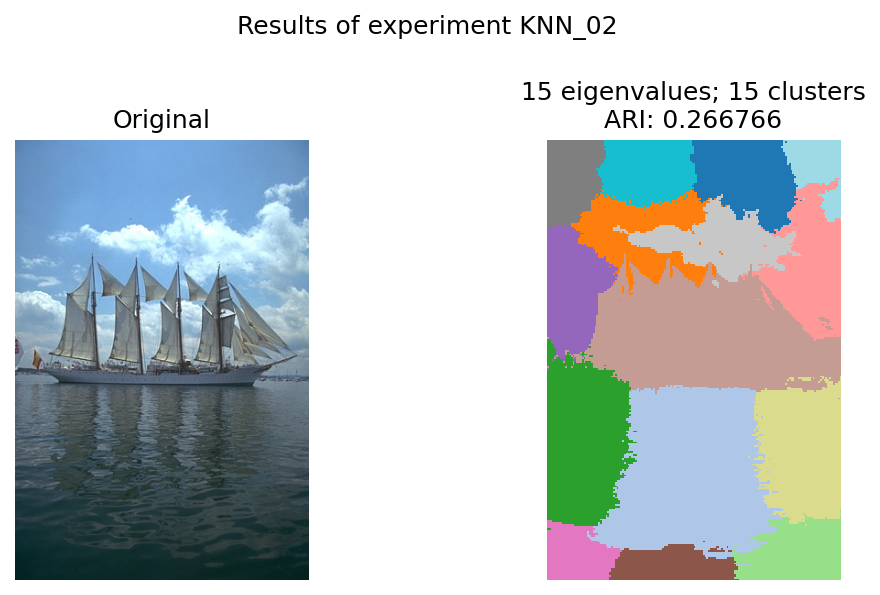 Results of experiment KNN_02
Original
15 eigenvalues; 15 clusters
ARI: 0.266766